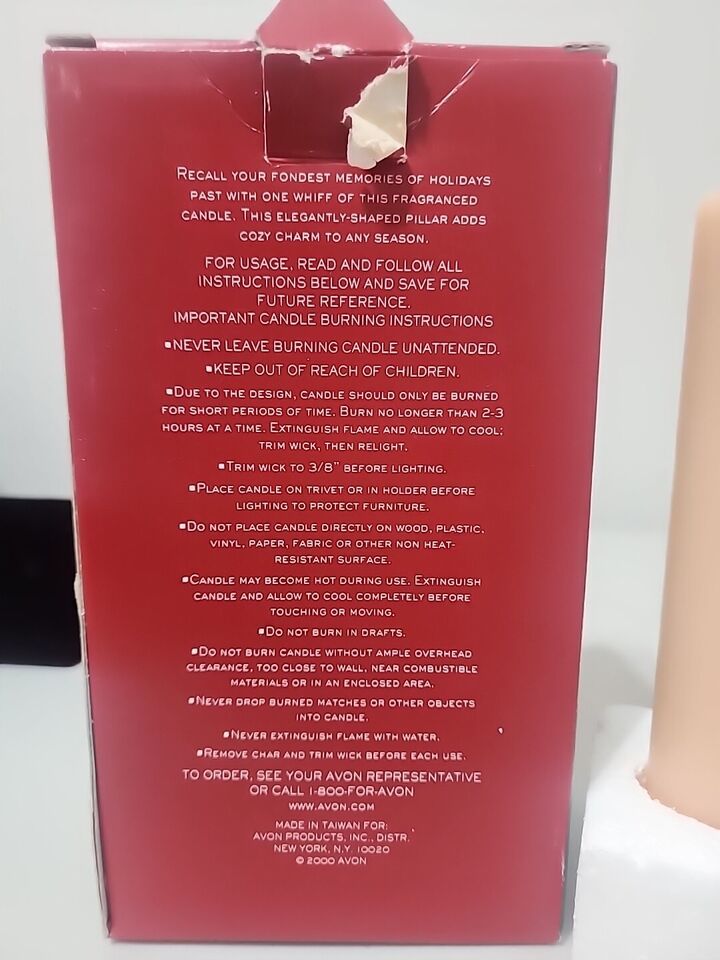 RECALL YOUR FONDEST MEMORIES OF HOLIDAYS
PAST WITH ONE WHIFF OF THIS FRAGRANCED
CANDLE. THIS ELEGANTLY-SHAPED PILLAR ADDS
COZY CHARM TO ANY SEASON.
FOR USAGE, READ AND FOLLOW ALL
INSTRUCTIONS BELOW AND SAVE FOR
FUTURE REFERENCE.
IMPORTANT CANDLE BURNING INSTRUCTIONS
▪NEVER LEAVE BURNING CANDLE UNATTENDED.
▪KEEP OUT OF REACH OF CHILDREN.
▪DUE TO THE DESIGN, CANDLE SHOULD ONLY BE BURNED
FOR SHORT PERIODS OF TIME. BURN NO LONGER THAN 2-3
HOURS AT A TIME. EXTINGUISH FLAME AND ALLOW TO COOL;
TRIM WICK, THEN RELIGHT.
▪TRIM WICK TO 3/8" BEFORE LIGHTING.
▪PLACE CANDLE ON TRIVET OR IN HOLDER BEFORE
LIGHTING TO PROTECT FURNITURE.
▪DO NOT PLACE CANDLE DIRECTLY ON WOOD, PLASTIC,
VINYL, PAPER, FABRIC OR OTHER NON HEAT-
RESISTANT SURFACE.
▪CANDLE MAY BECOME HOT DURING USE. EXTINGUISH
CANDLE AND ALLOW TO COOL COMPLETELY BEFORE
TOUCHING OR MOVING.
▪DO NOT BURN IN DRAFTS.
▪DO NOT BURN CANDLE WITHOUT AMPLE OVERHEAD
CLEARANCE, TOO CLOSE TO WALL, NEAR COMBUSTIBLE
MATERIALS OR IN AN ENCLOSED AREA.
▪NEVER DROP BURNED MATCHES OR OTHER OBJECTS
INTO CANDLE.
▪NEVER EXTINGUISH FLAME WITH WATER.
▪REMOVE CHAR AND TRIM WICK BEFORE EACH USE.
TO ORDER, SEE YOUR AVON REPRESENTATIVE
OR CALL 1-800-FOR-AVON
WWW.AVON.COM
MADE IN TAIWAN FOR:
AVON PRODUCTS, INC., DISTR.
NEW YORK, N.Y. 10020
© 2000 AVON